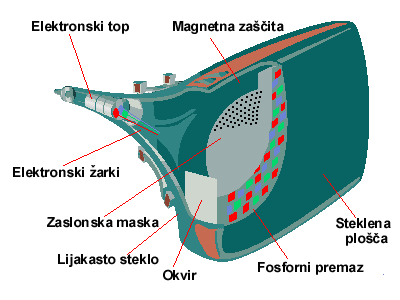 Elektronski top
Magnetna zaščita
Elektronski žarki
Zaslonska maska
Lijakasto steklo
Okvir
Fosforni premaz
Steklena
plošča